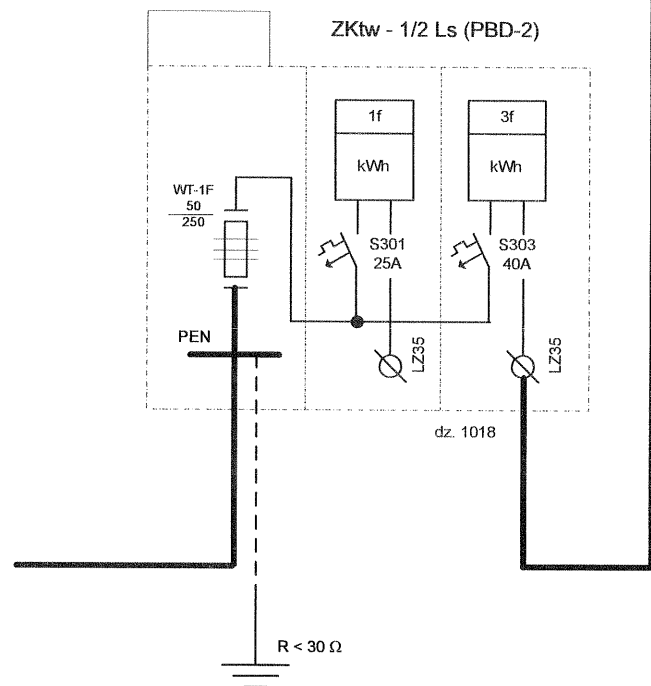 ZKtw - 1/2 Ls (PBD-2)
1f
kWh
3f
kWh
WT-1F
50
250
S301
25A
S303
40A
PEN
LZ35
LZ35
dz. 1018
R < 30 Ω